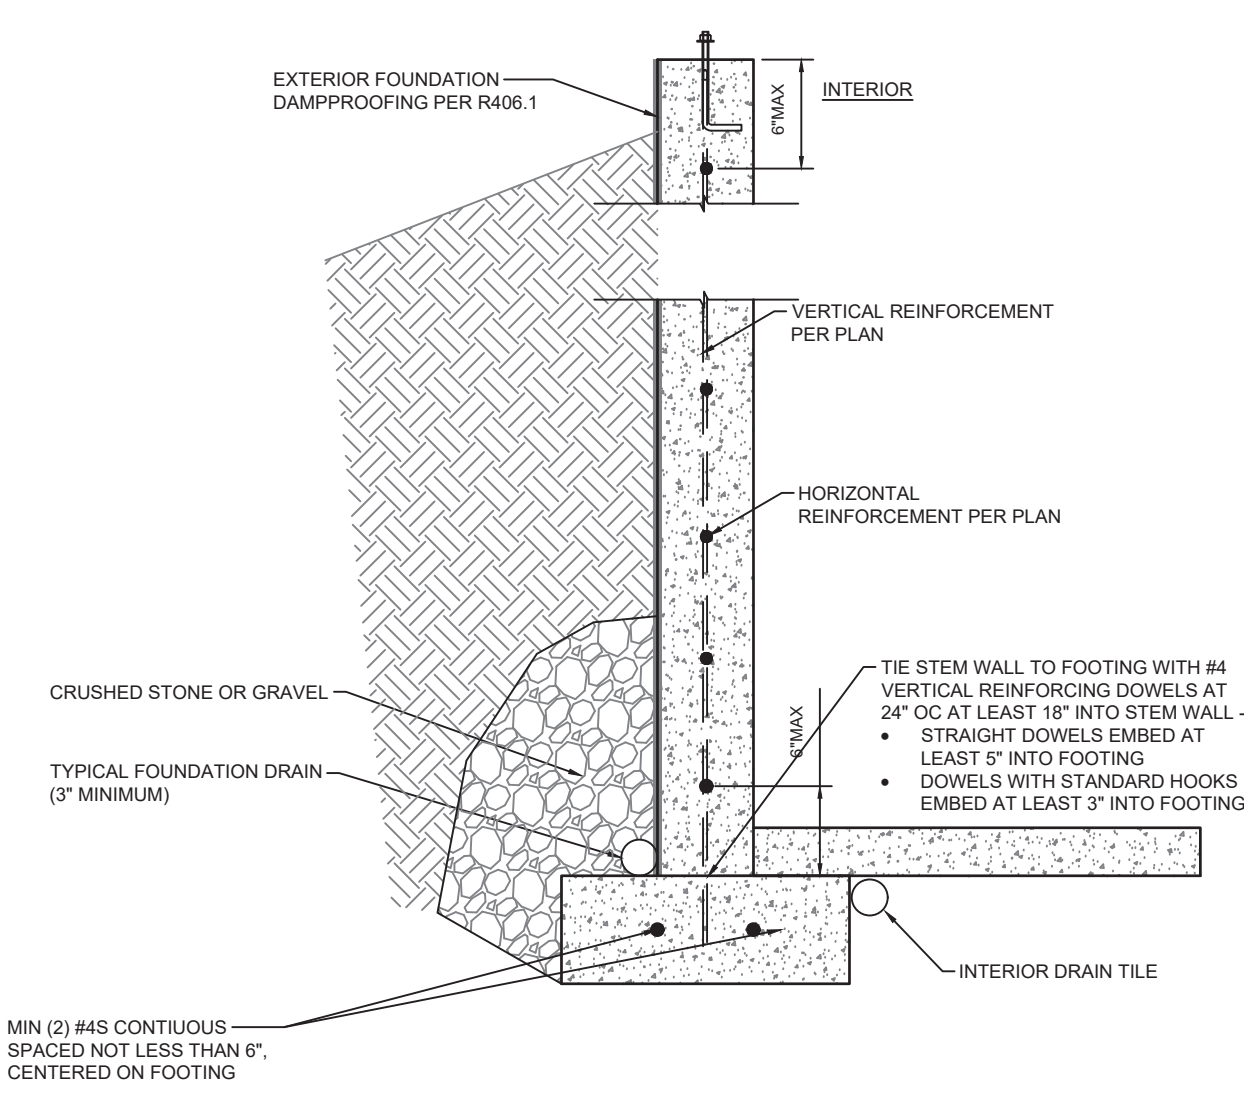 EXTERIOR FOUNDATION
DAMPPROOFING PER R406.1
6"MAX
INTERIOR
VERTICAL REINFORCEMENT
PER PLAN
HORIZONTAL
REINFORCEMENT PER PLAN
CRUSHED STONE OR GRAVEL
TYPICAL FOUNDATION DRAIN
(3" MINIMUM)
6"MAX
TIE STEM WALL TO FOOTING WITH #4
VERTICAL REINFORCING DOWELS AT
24" OC AT LEAST 18" INTO STEM WALL -
• STRAIGHT DOWELS EMBED AT
LEAST 5" INTO FOOTING
• DOWELS WITH STANDARD HOOKS
EMBED AT LEAST 3" INTO FOOTING
INTERIOR DRAIN TILE
MIN (2) #4S CONTIUOUS
SPACED NOT LESS THAN 6",
CENTERED ON FOOTING